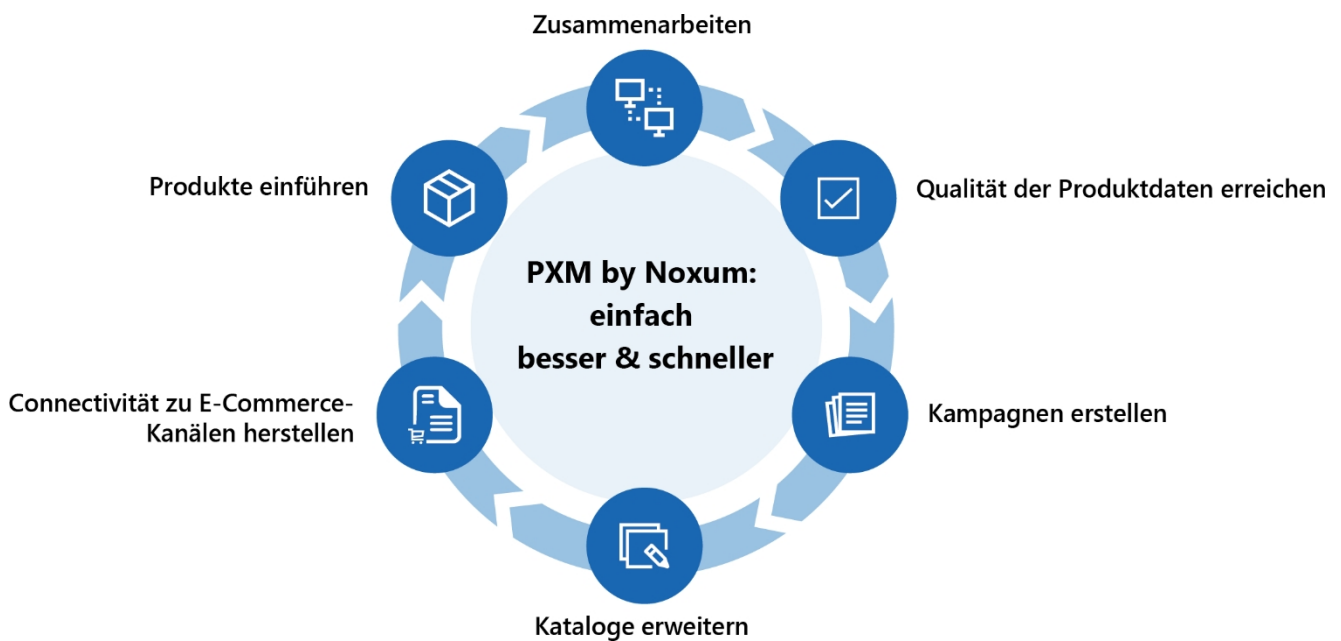 Zusammenarbeiten
Produkte einführen
Qualität der Produktdaten erreichen
PXM by Noxum:
einfach
besser & schneller
Connectivität zu E-Commerce-
Kanälen herstellen
Kampagnen erstellen
Kataloge erweitern